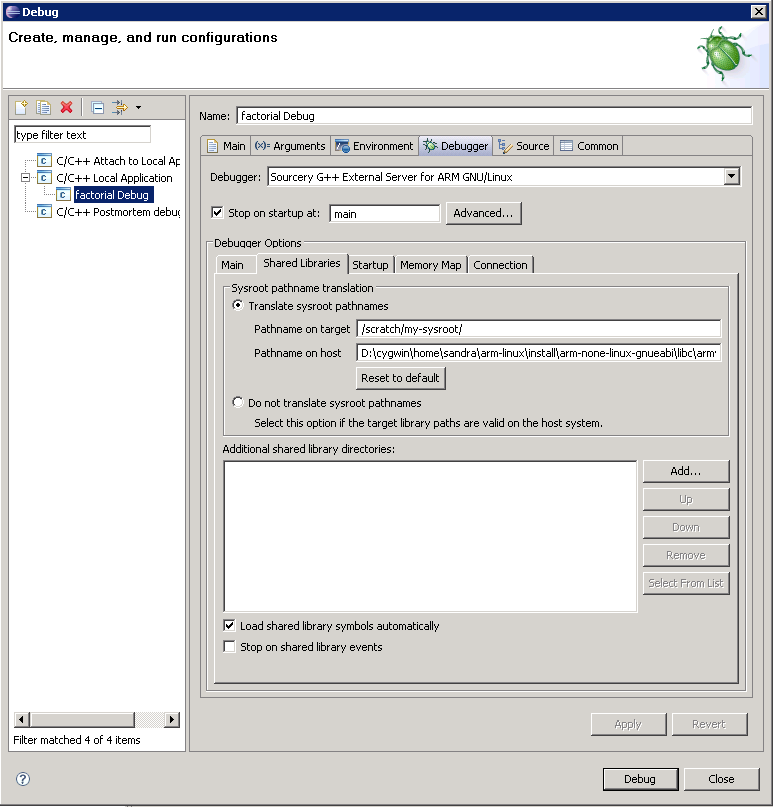 Debug
Create, manage, and run configurations
type filter text
C/C++ Attach to Local Ap
C/C++ Local Application
factorial Debug
C/C++ Postmortem debug
Filter matched 4 of 4 items
Name: factorial Debug
Main (x)= Arguments Environment Debugger Source Common
Debugger: Sourcery G++ External Server for ARM GNU/Linux
Stop on startup at: main Advanced...
Debugger Options
Main Shared Libraries Startup Memory Map Connection
Sysroot pathname translation
Translate sysroot pathnames
Pathname on target /scratch/my-sysroot/
Pathname on host D:\cygwin\home\sandra\arm-linux\install\arm-none-linux-gnueabi\libc\arm
Reset to default
Do not translate sysroot pathnames
Select this option if the target library paths are valid on the host system.
Additional shared library directories:
Add...
Up
Down
Remove
Select From List
Load shared library symbols automatically
Stop on shared library events
Apply Revert
? Debug Close